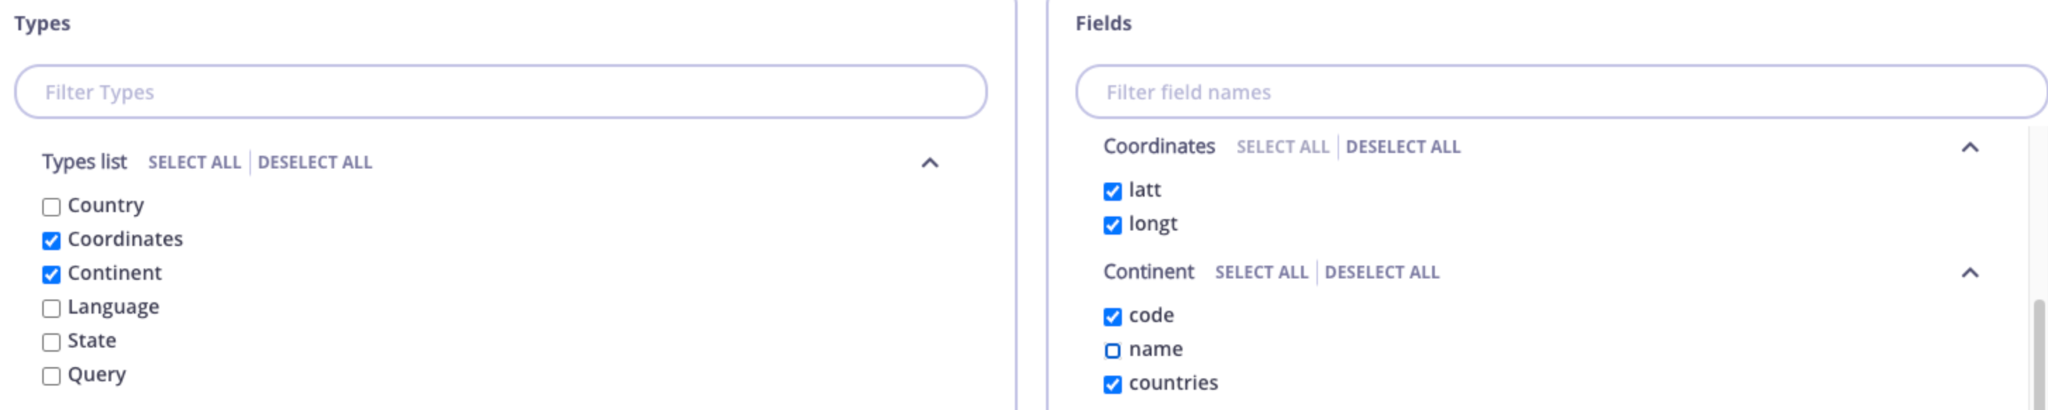 Types
Filter Types
Types list SELECT ALL DESELECT ALL
Country
Coordinates
Continent
Language
State
Query
Fields
Filter field names
Coordinates SELECT ALL DESELECT ALL
latt
longt
Continent SELECT ALL DESELECT ALL
code
name
countries